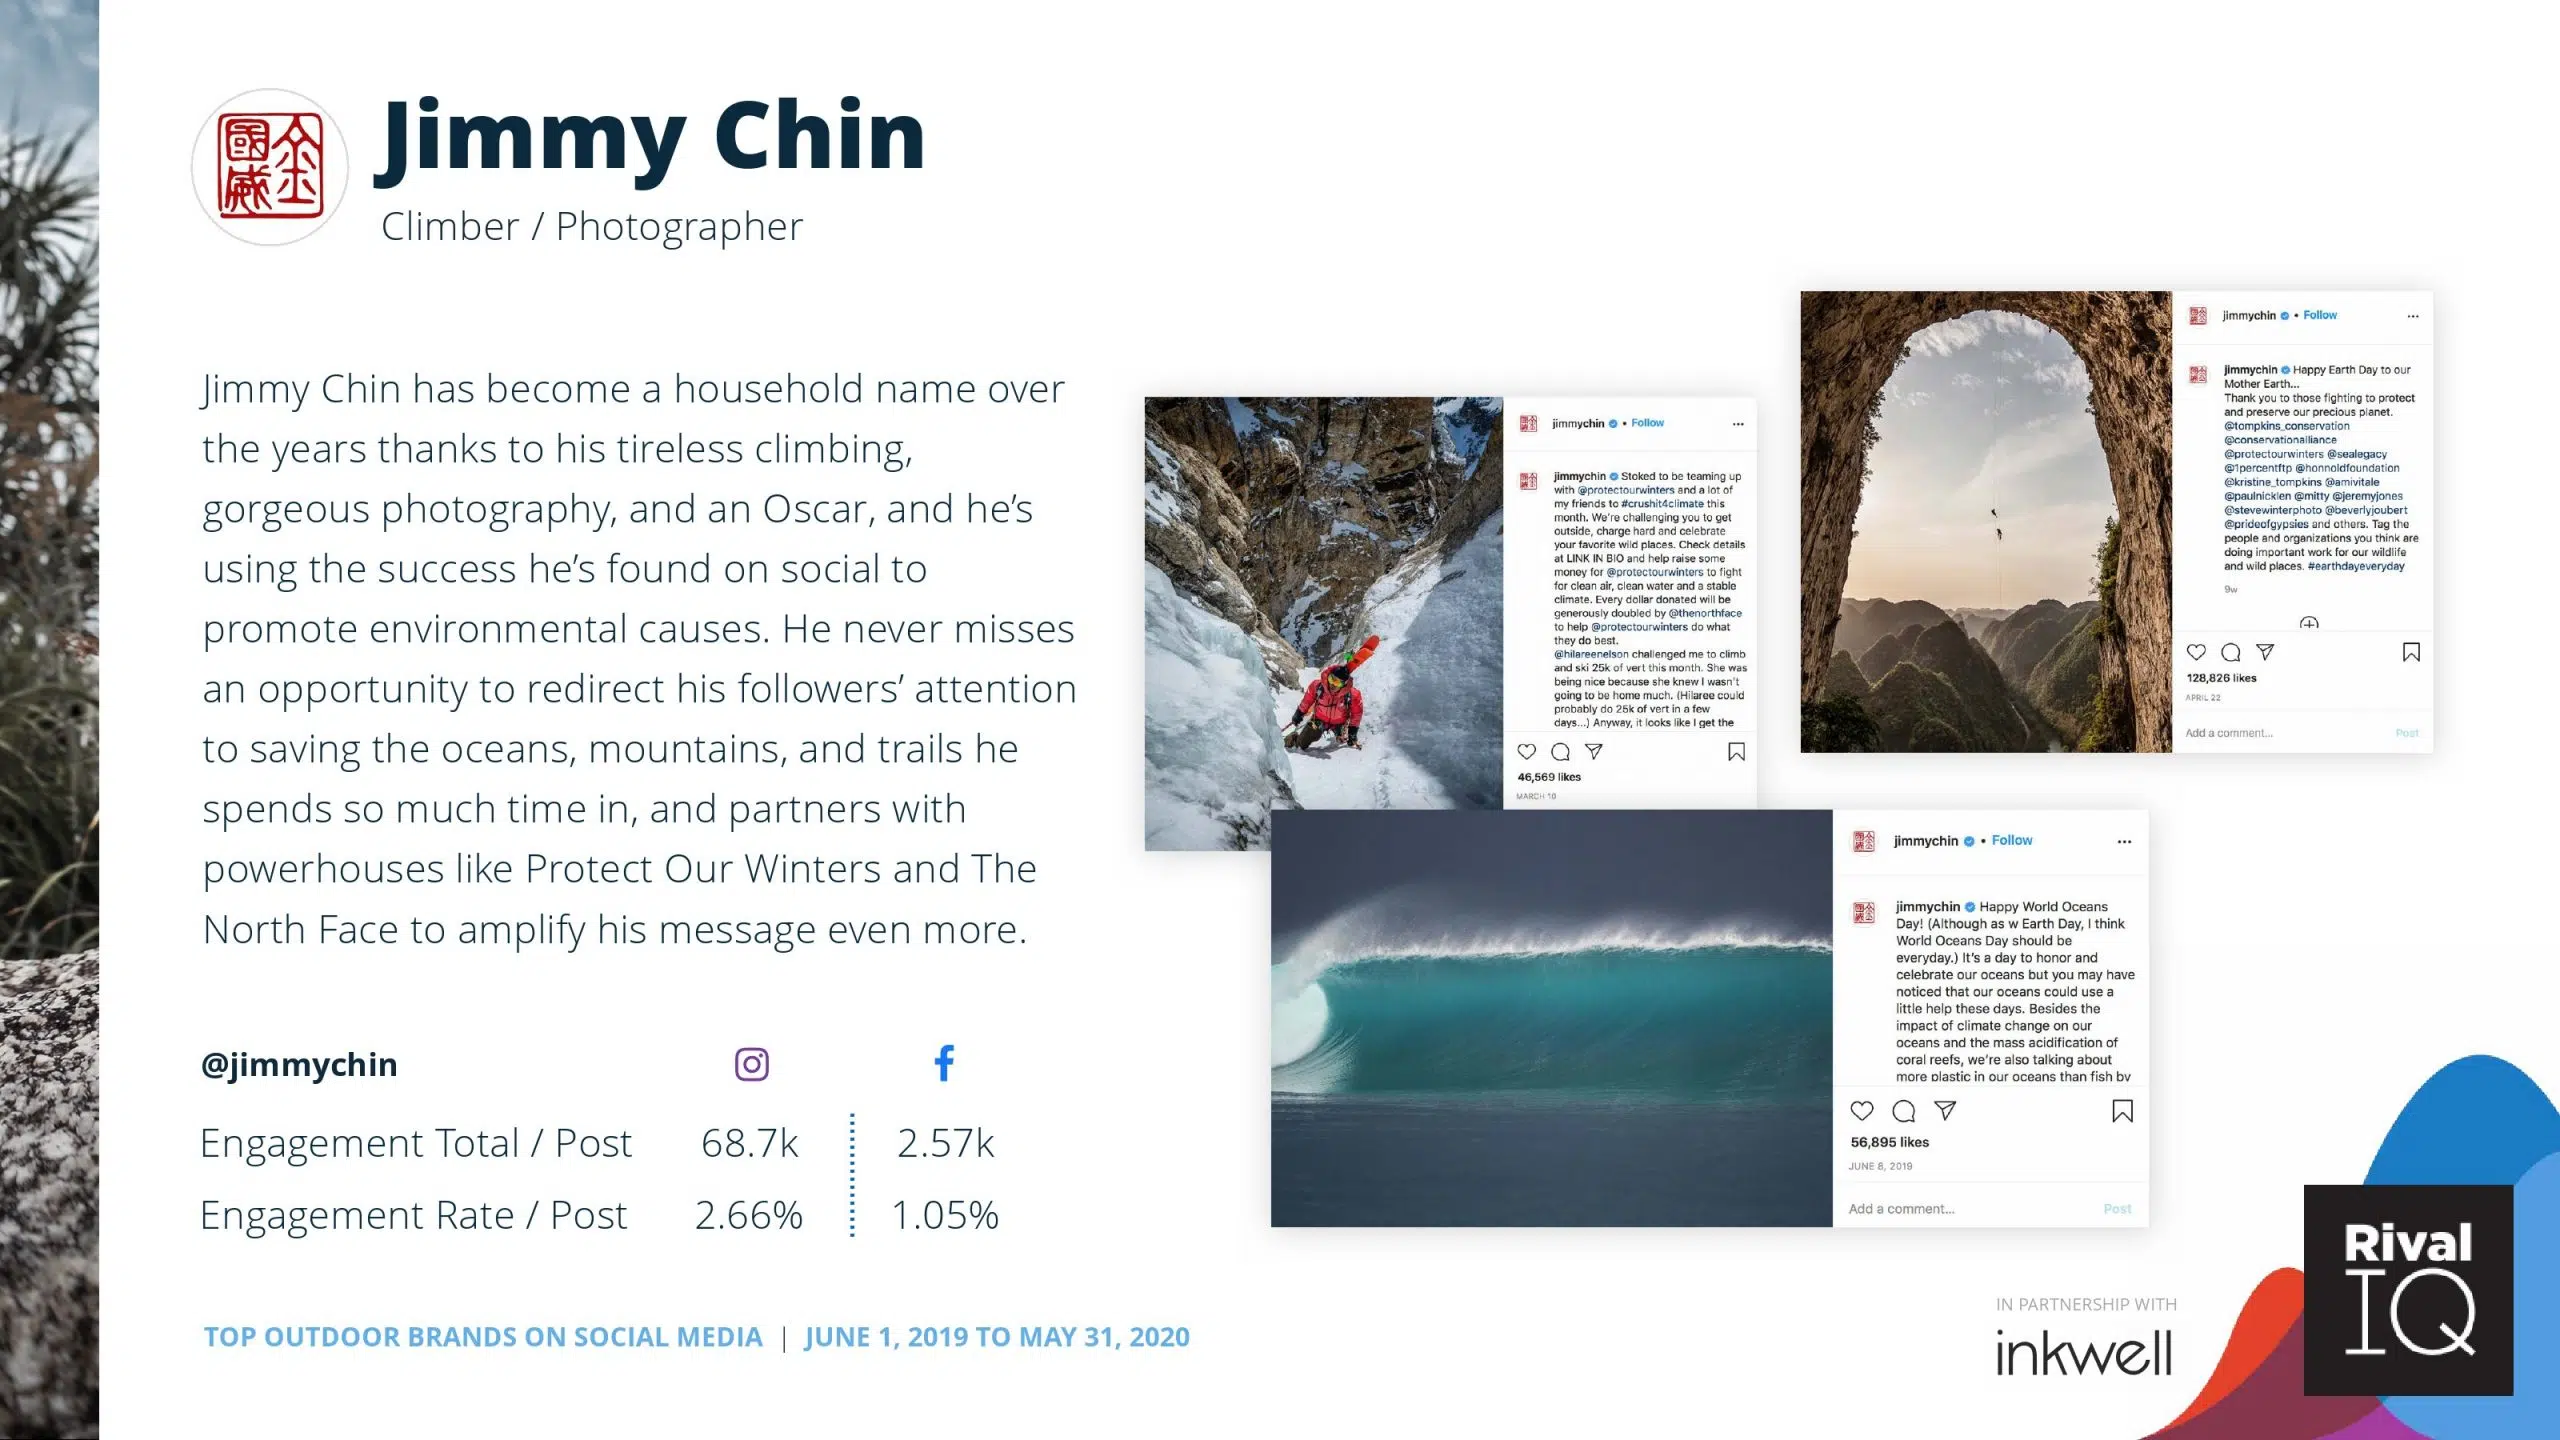 金國威
Jimmy Chin
Climber / Photographer
Jimmy Chin has become a household name over
the years thanks to his tireless climbing,
gorgeous photography, and an Oscar, and he’s
using the success he’s found on social to
promote environmental causes. He never misses
an opportunity to redirect his followers’ attention
to saving the oceans, mountains, and trails he
spends so much time in, and partners with
powerhouses like Protect Our Winters and The
North Face to amplify his message even more.
@jimmychin
Engagement Total / Post 68.7k 2.57k
Engagement Rate / Post 2.66% 1.05%
TOP OUTDOOR BRANDS ON SOCIAL MEDIA | JUNE 1, 2019 TO MAY 31, 2020
jimmychin • Follow
jimmychin Stoked to be teaming up
with @protectourwinters and a lot of
my friends to #crushit4climate this
month. We're challenging you to get
outside, charge hard and celebrate
your favorite wild places. Check details
at LINK IN BIO and help raise some
money for @protectourwinters to fight
for clean air, clean water and a stable
climate. Every dollar donated will be
generously doubled by @thenorthface
to help @protectourwinters do what
they do best.
@hilareenelson challenged me to climb
and ski 25k of vert this month. She was
being nice because she knew I wasn't
going to be home much. (Hilaree could
probably do 25k of vert in a few
days...) Anyway, it looks like I get the
46,569 likes
MARCH 10
jimmychin • Follow
jimmychin Happy Earth Day to our
Mother Earth...
Thank you to those fighting to protect
and preserve our precious planet.
@tompkins_conservation
@conservationalliance
@protectourwinters @sealegacy
@1percentftp @honnoldfoundation
@kristine_tompkins @amivitale
@paulnicklen @mitty @jeremyjones
@stevewinterphoto @beverlyjoubert
@prideofgypsies and others. Tag the
people and organizations you think are
doing important work for our wildlife
and wild places. #earthdayeveryday
9w
128,826 likes
APRIL 22
Add a comment... Post
jimmychin • Follow
jimmychin Happy World Oceans
Day! (Although as w Earth Day, I think
World Oceans Day should be
everyday.) It's a day to honor and
celebrate our oceans but you may have
noticed that our oceans could use a
little help these days. Besides the
impact of climate change on our
oceans and the mass acidification of
coral reefs, we're also talking about
more plastic in our oceans than fish by
56,895 likes
JUNE 8, 2019
Add a comment... Post
IN PARTNERSHIP WITH
inkwell
Rival
IQ